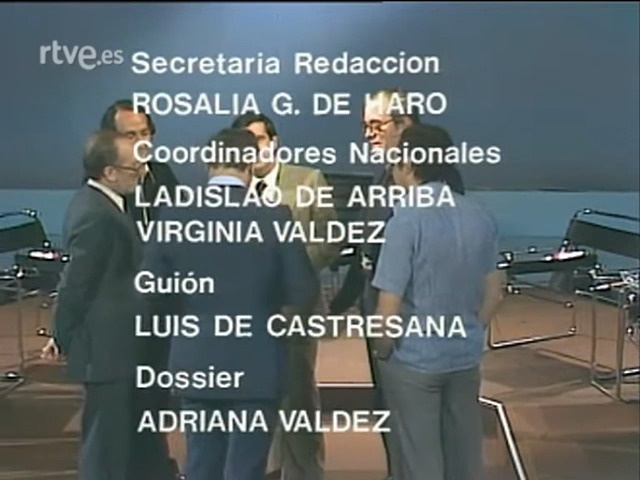 rtve.es
Secretaria Redaccion
ROSALIA G. DE HARO
Coordinadores Nacionales
LADISLAO DE ARRIBA
VIRGINIA VALDEZ
Guión
LUIS DE CASTRESANA
Dossier
ADRIANA VALDEZ